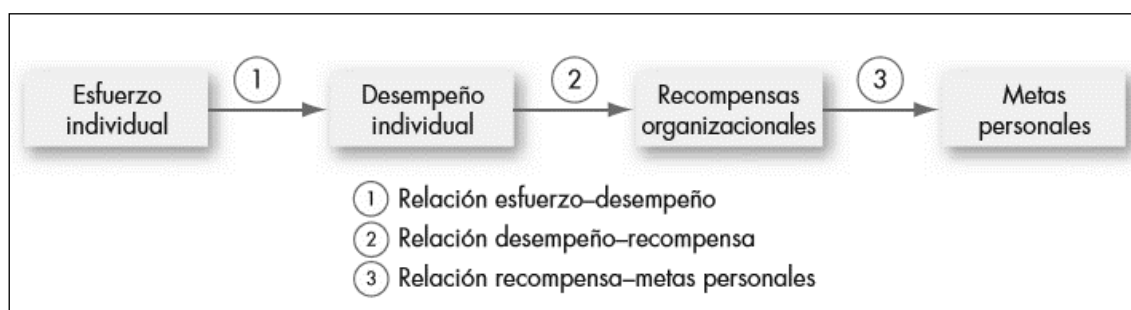 1
2
3
Esfuerzo
individual
Desempeño
individual
Recompensas
organizacionales
Metas
personales
1 Relación esfuerzo–desempeño
2 Relación desempeño–recompensa
3 Relación recompensa–metas personales